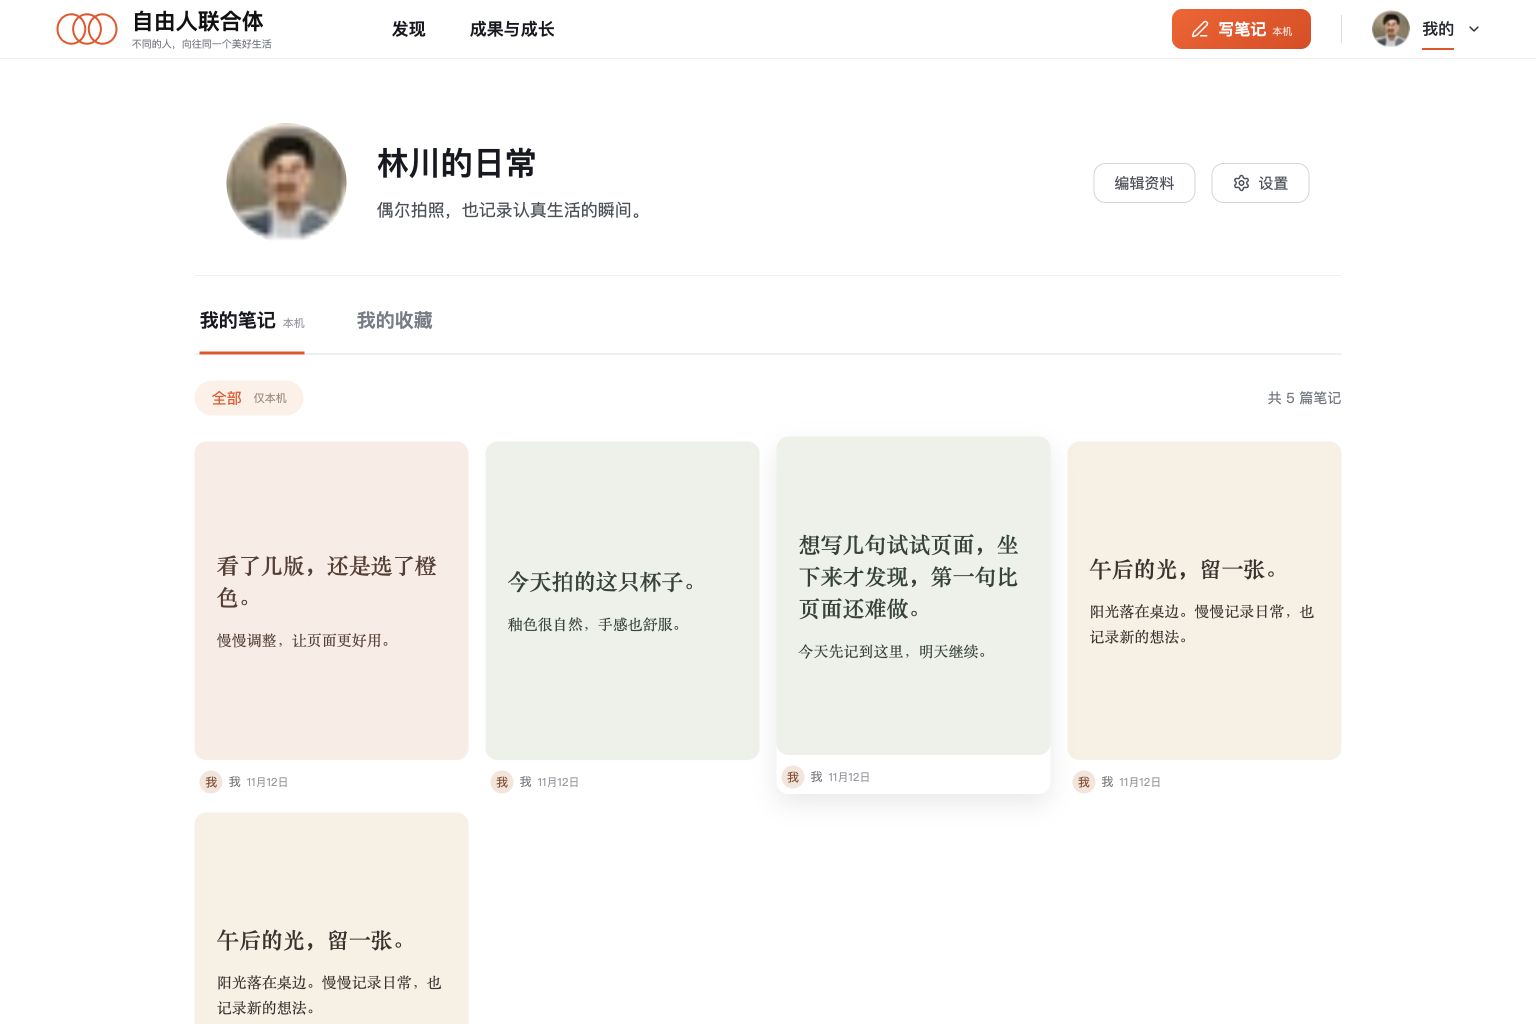 自由人联合体
不同的人，向往同一个美好生活
发现
成果与成长
写笔记 本机
我的
林川的日常
偶尔拍照，也记录认真生活的瞬间。
编辑资料
设置
我的笔记 本机
我的收藏
全部 仅本机
共 5 篇笔记
看了几版，还是选了橙
色。
慢慢调整，让页面更好用。
我 我 11月12日
今天拍的这只杯子。
釉色很自然，手感也舒服。
我 我 11月12日
想写几句试试页面，坐
下来才发现，第一句比
页面还难做。
今天先记到这里，明天继续。
我 我 11月12日
午后的光，留一张。
阳光落在桌边。慢慢记录日常，也
记录新的想法。
我 我 11月12日
午后的光，留一张。
阳光落在桌边。慢慢记录日常，也
记录新的想法。